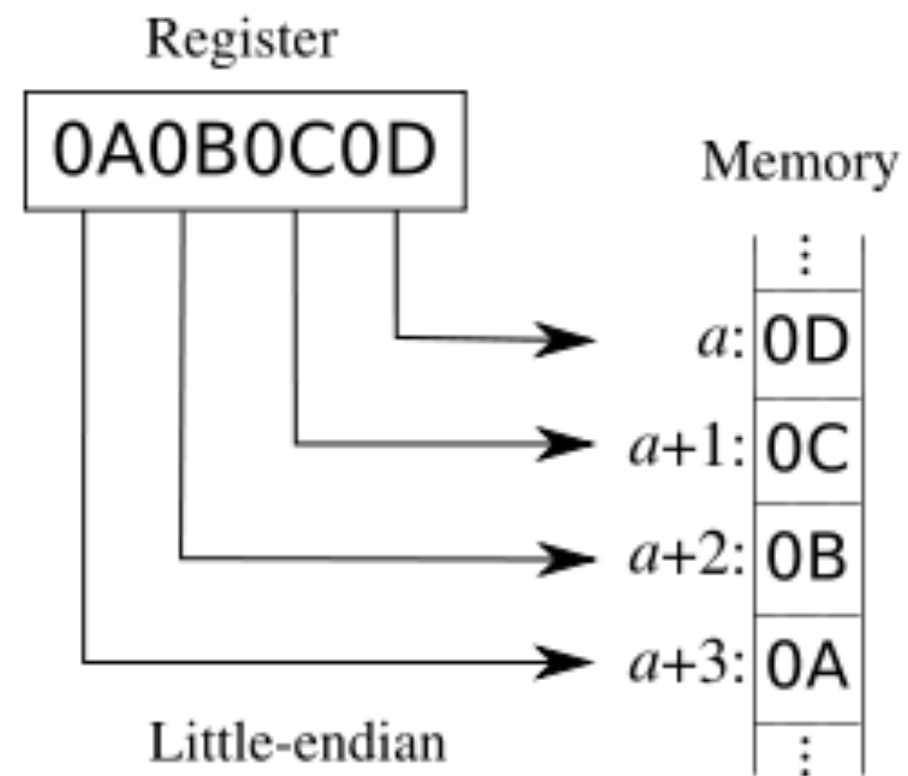 Register
0A0B0C0D
Memory
⋮
a: 0D
a+1: 0C
a+2: 0B
a+3: 0A
⋮
Little-endian